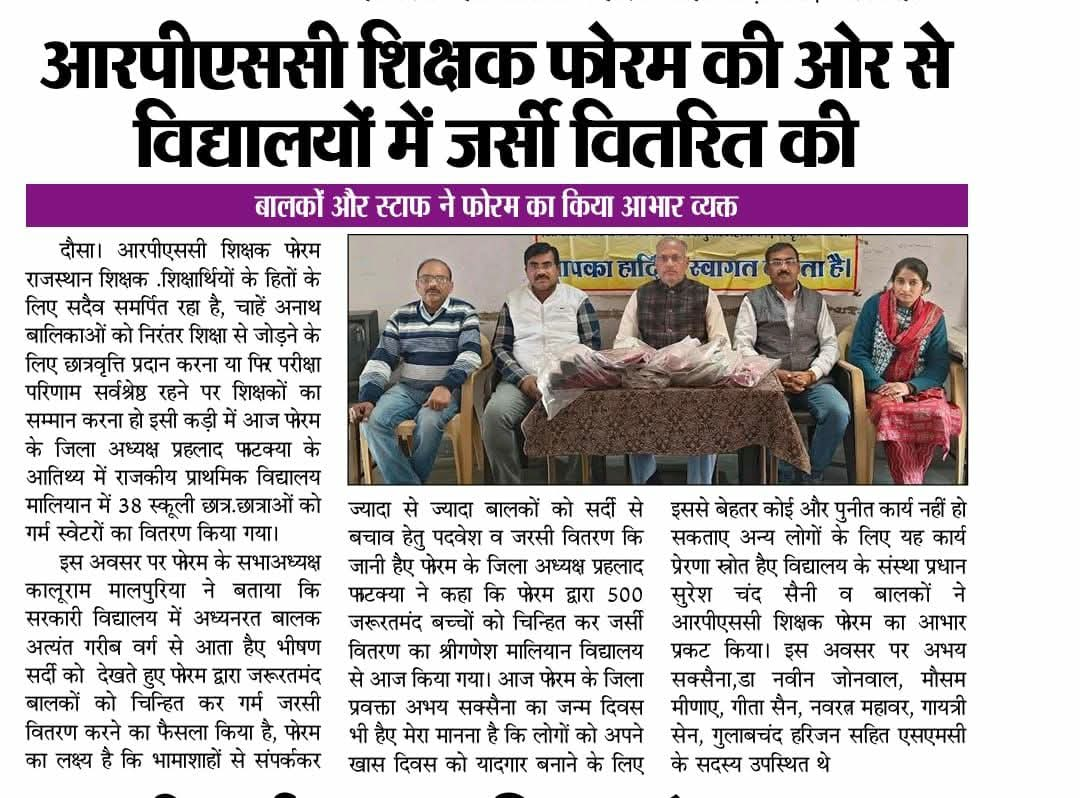 आरपीएससी शिक्षक फोरम की ओर से
विद्यालयों में जर्सी वितरित की
बालकों और स्टाफ ने फोरम का किया आभार व्यक्त
दौसा। आरपीएससी शिक्षक फोरम
राजस्थान शिक्षक .शिक्षार्थियों के हितों के
लिए सदैव समर्पित रहा है, चाहें अनाथ
बालिकाओं को निरंतर शिक्षा से जोड़ने के
लिए छात्रवृत्ति प्रदान करना या फिर परीक्षा
परिणाम सर्वश्रेष्ठ रहने पर शिक्षकों का
सम्मान करना हो इसी कड़ी में आज फोरम
के जिला अध्यक्ष प्रहलाद फाटक्या के
आतिथ्य में राजकीय प्राथमिक विद्यालय
मालियान में 38 स्कूली छात्र.छात्राओं को
गर्म स्वेटरों का वितरण किया गया।
इस अवसर पर फोरम के सभाअध्यक्ष
कालूराम मालपुरिया ने बताया कि
सरकारी विद्यालय में अध्यनरत बालक
अत्यंत गरीब वर्ग से आता हैए भीषण
सर्दी को देखते हुए फोरम द्वारा जरूरतमंद
बालकों को चिन्हित कर गर्म जरसी
वितरण करने का फैसला किया है, फोरम
का लक्ष्य है कि भामाशाहों से संपर्ककर
पका हार्दि स्वागत ता है।
ज्यादा से ज्यादा बालकों को सर्दी से
बचाव हेतु पदवेश व जरसी वितरण कि
जानी हैए फोरम के जिला अध्यक्ष प्रहलाद
फाटक्या ने कहा कि फोरम द्वारा 500
जरूरतमंद बच्चों को चिन्हित कर जर्सी
वितरण का श्रीगणेश मालियान विद्यालय
से आज किया गया। आज फोरम के जिला
प्रवक्ता अभय सक्सैना का जन्म दिवस
भी हैए मेरा मानना है कि लोगों को अपने
खास दिवस को यादगार बनाने के लिए
इससे बेहतर कोई और पुनीत कार्य नहीं हो
सकताए अन्य लोगों के लिए यह कार्य
प्रेरणा स्रोत हैए विद्यालय के संस्था प्रधान
सुरेश चंद सैनी व बालकों ने
आरपीएससी शिक्षक फोरम का आभार
प्रकट किया। इस अवसर पर अभय
सक्सैना,डा नवीन जोनवाल, मौसम
मीणाए, गीता सैन, नवरत्न महावर, गायत्री
सेन, गुलाबचंद हरिजन सहित एसएमसी
के सदस्य उपस्थित थे